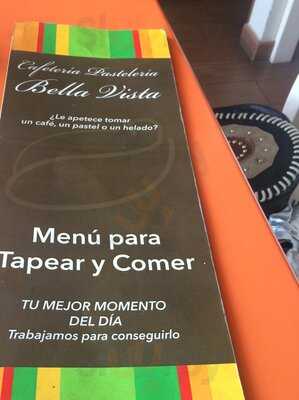 Cafetería Pastelería
Bella Vista
¿Le apetece tomar
un café, un pastel o un helado?
Menú para
Tapear y Comer
TU MEJOR MOMENTO
DEL DÍA
Trabajamos para conseguirlo